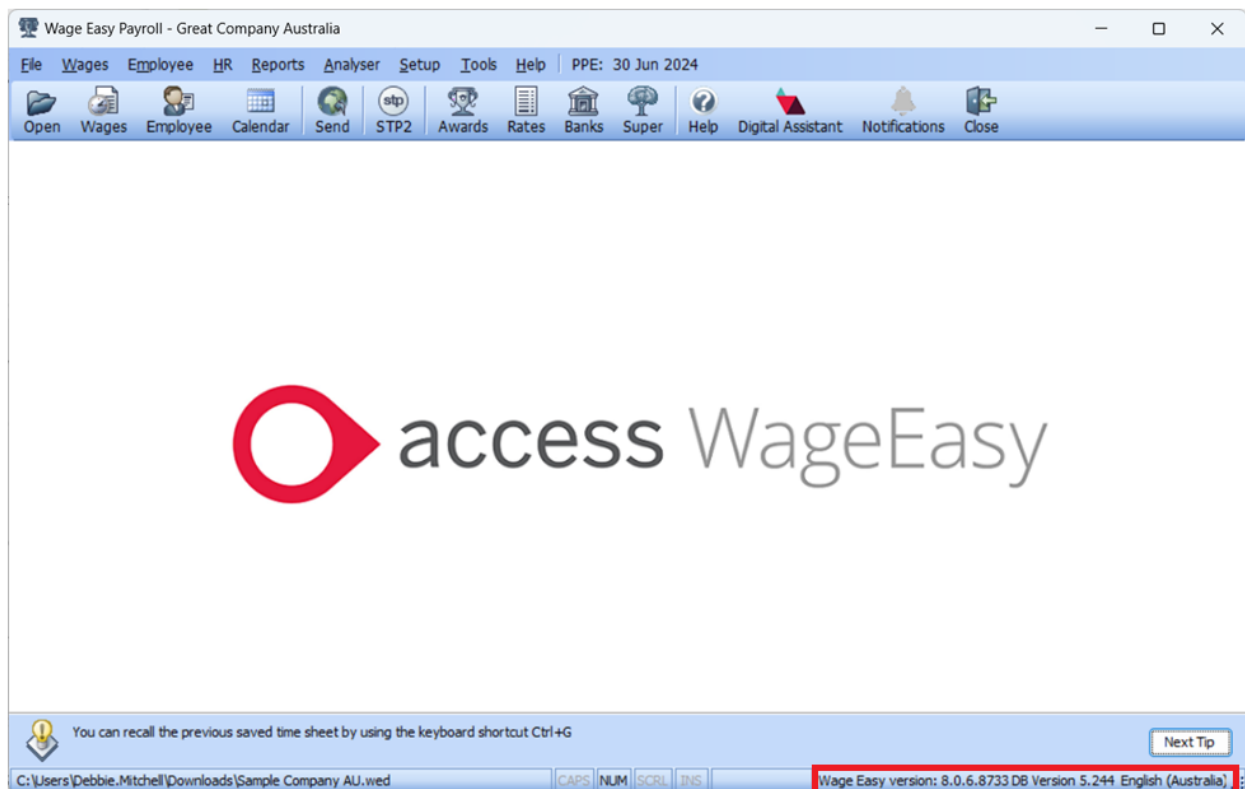 Wage Easy Payroll - Great Company Australia
File Wages Employee HR Reports Analyser Setup Tools Help PPE: 30 Jun 2024
stp
Open Wages Employee Calendar Send STP2 Awards Rates Banks Super Help Digital Assistant Notifications Close
access WageEasy
You can recall the previous saved time sheet by using the keyboard shortcut Ctrl+G
Next Tip
C:\Users\Debbie.Mitchell\Downloads\Sample Company AU.wed CAPS NUM SCRL INS Wage Easy version: 8.0.6.8733 DB Version 5.244 English (Australia)